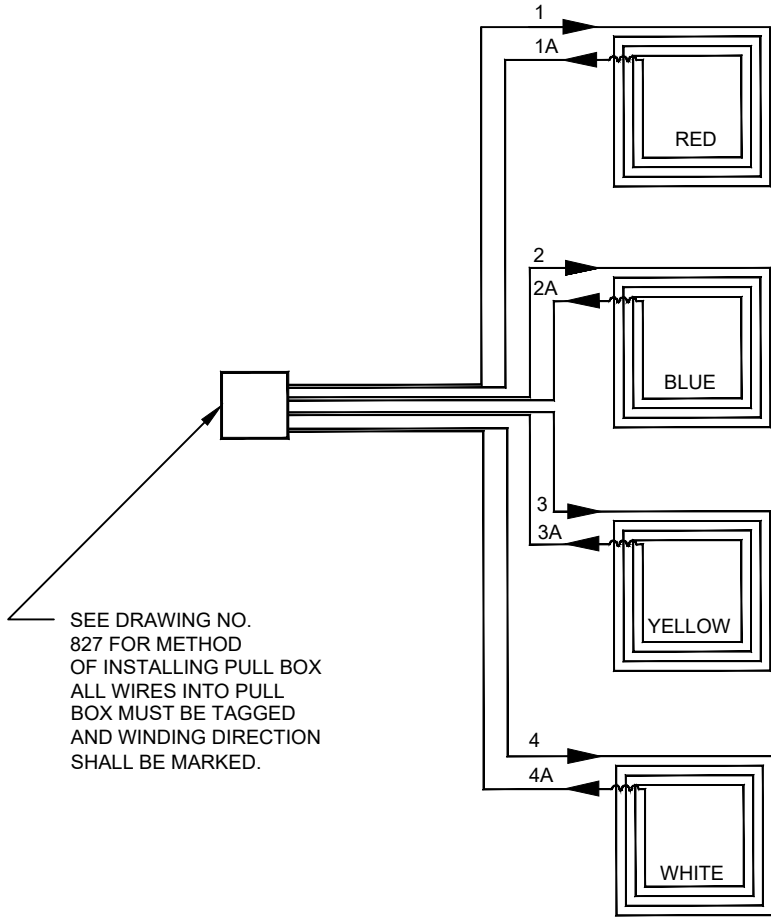 1
1A
RED
2
2A
BLUE
3
3A
YELLOW
SEE DRAWING NO.
827 FOR METHOD
OF INSTALLING PULL BOX
ALL WIRES INTO PULL
BOX MUST BE TAGGED
AND WINDING DIRECTION
SHALL BE MARKED.
4
4A
WHITE